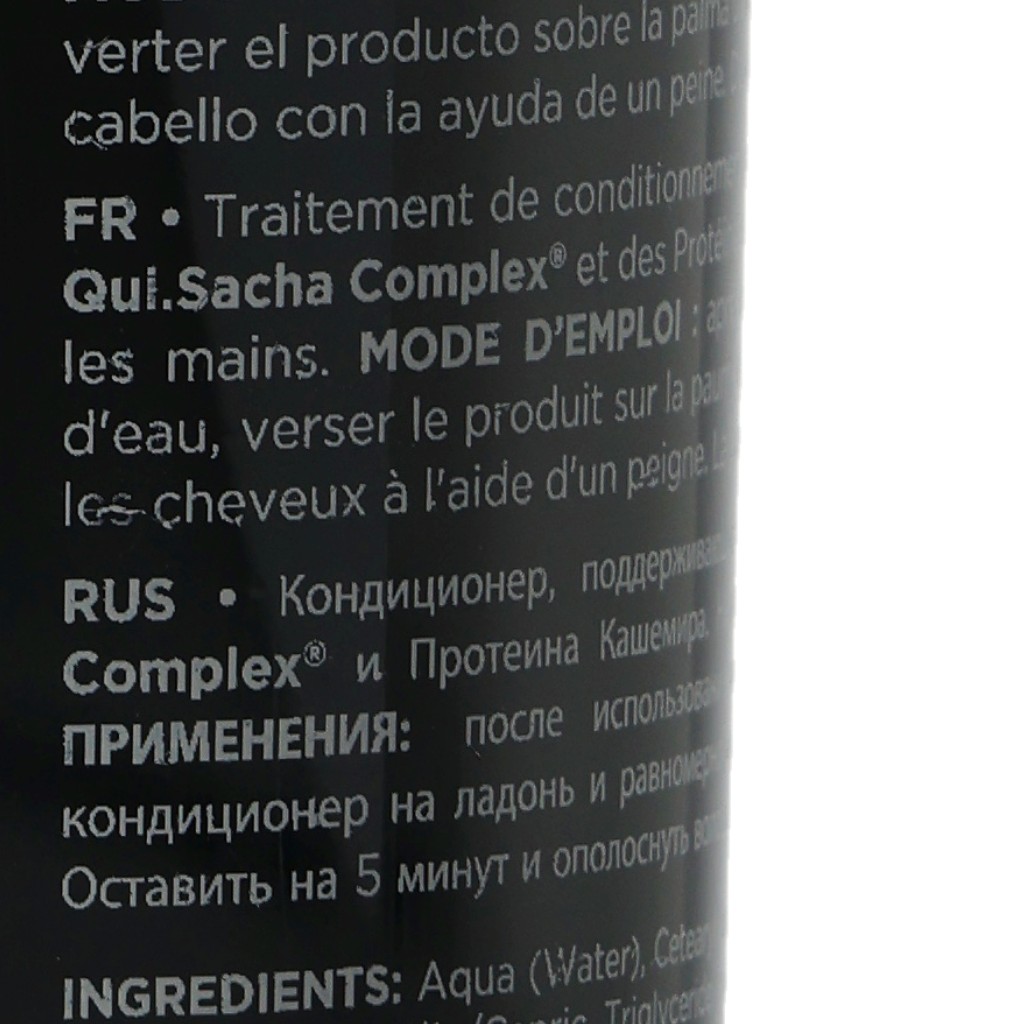 verter el producto sobre la palma
cabello con la ayuda de un peine.
FR • Traitement de conditionnem
Qui.Sacha Complex® et des Proté
les mains. MODE D'EMPLOI :
d'eau, verser le produit sur la
les cheveux à l'aide d'un peigne.
RUS • Кондиционер,
Complex® и Протеина Кашемира.
ПРИМЕНЕНИЯ: после
кондиционер на ладонь и
Оставить на 5 минут и ополоснуть
INGREDIENTS: Aqua (Water),